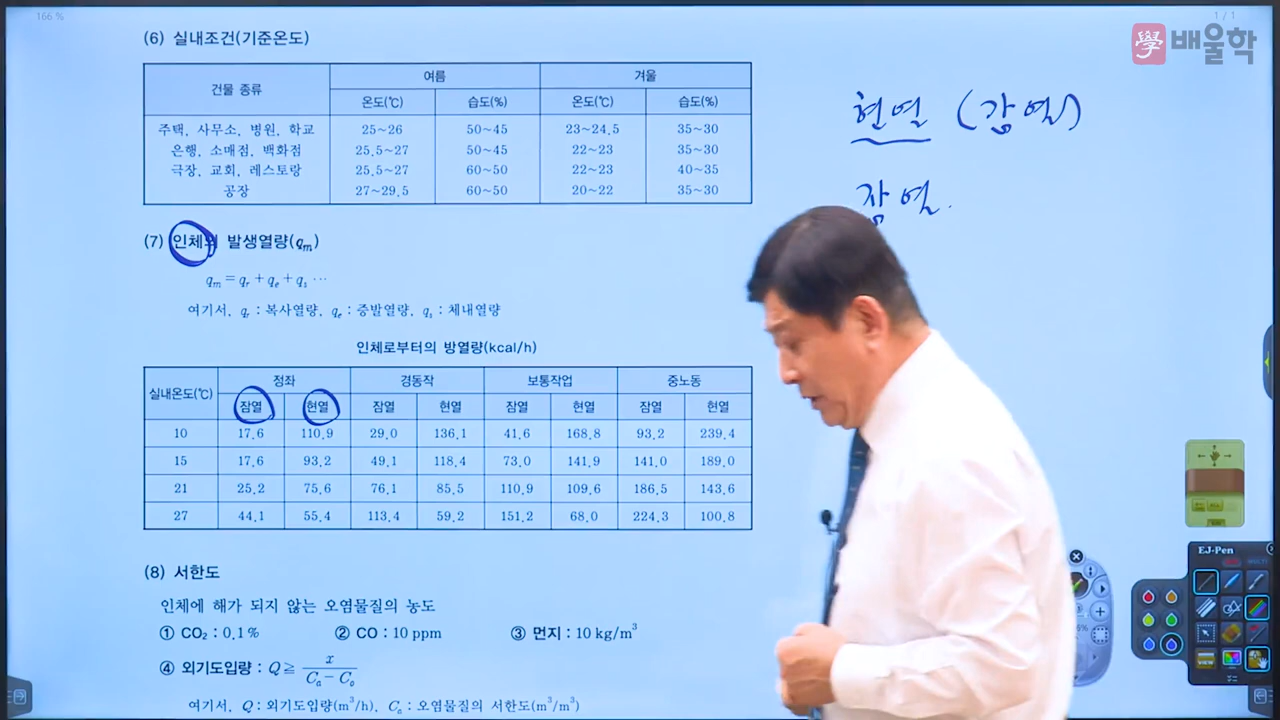 166 %
1 / 1
學 배울학
(6) 실내조건(기준온도)
건물 종류 여름 겨울
온도(℃) 습도(%) 온도(℃) 습도(%)
주택, 사무소, 병원, 학교 25~26 50~45 23~24.5 35~30
은행, 소매점, 백화점 25.5~27 50~45 22~23 35~30
극장, 교회, 레스토랑 25.5~27 60~50 22~23 40~35
공장 27~29.5 60~50 20~22 35~30
현열 (감열)
잠열.
(7) 인체의 발생열량(qm)
qm = qr + qe + qs ⋯
여기서, qr : 복사열량, qe : 증발열량, qs : 체내열량
인체로부터의 방열량(kcal/h)
실내온도(℃) 정좌 경동작 보통작업 중노동
잠열 현열 잠열 현열 잠열 현열 잠열 현열
10 17.6 110.9 29.0 136.1 41.6 168.8 93.2 239.4
15 17.6 93.2 49.1 118.4 73.0 141.9 141.0 189.0
21 25.2 75.6 76.1 85.5 110.9 109.6 186.5 143.6
27 44.1 55.4 113.4 59.2 151.2 68.0 224.3 100.8
(8) 서한도
인체에 해가 되지 않는 오염물질의 농도
① CO₂ : 0.1% ② CO : 10 ppm ③ 먼지 : 10 kg/m³
④ 외기도입량 : Q ≧ x / (Ca − Co)
여기서, Q : 외기도입량(m³/h), Ca : 오염물질의 서한도(m³/m³)
EJ-Pen